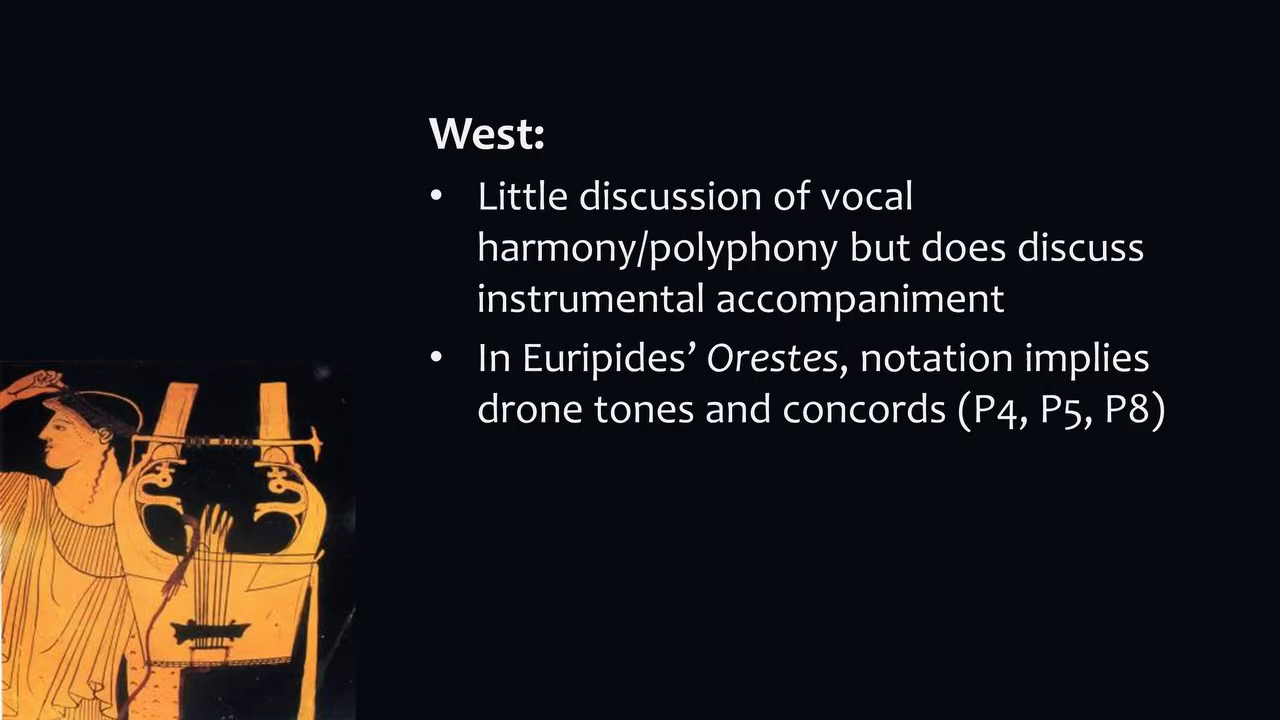 West:
• Little discussion of vocal
harmony/polyphony but does discuss
instrumental accompaniment
• In Euripides’ Orestes, notation implies
drone tones and concords (P4, P5, P8)